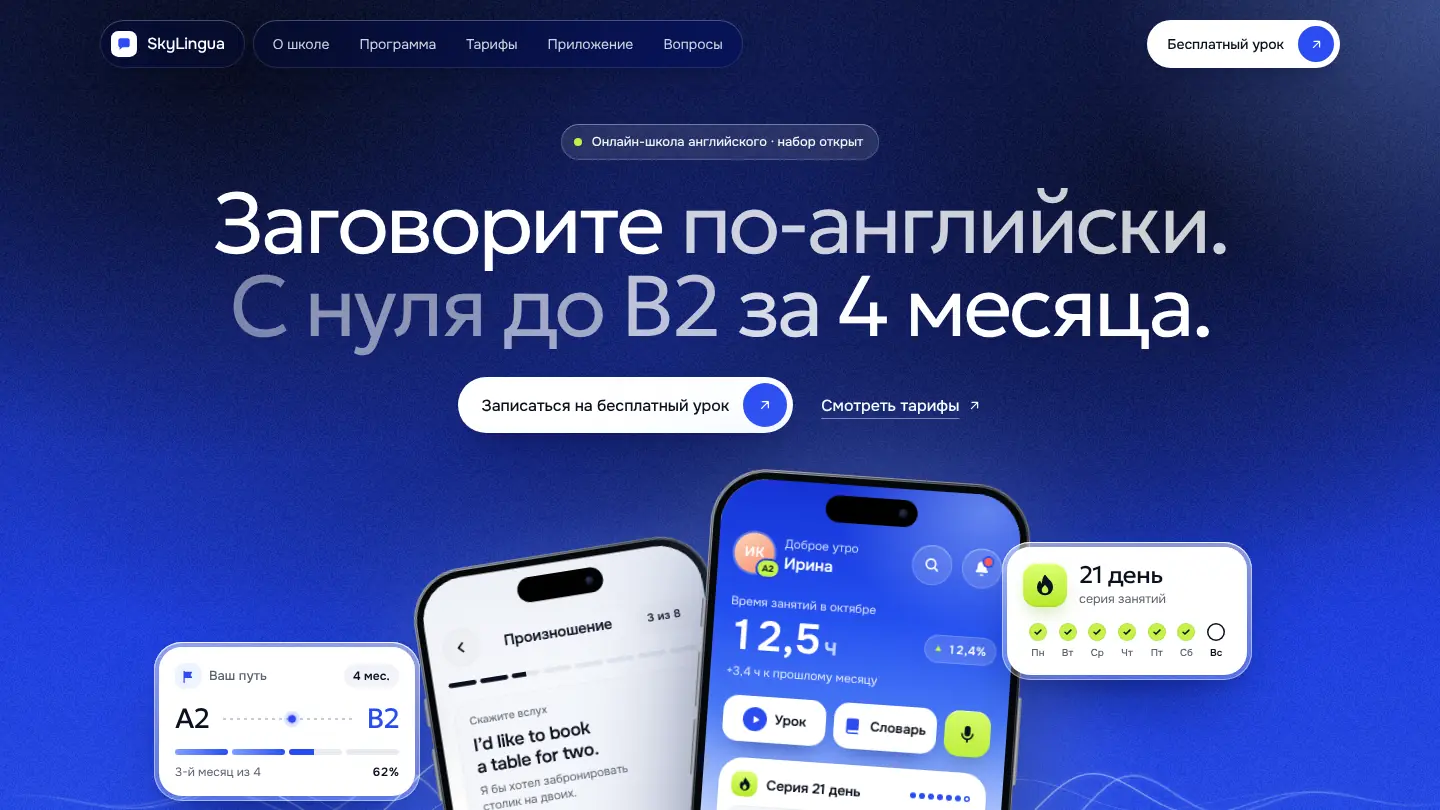 SkyLingua
О школе
Программа
Тарифы
Приложение
Вопросы
Бесплатный урок
Онлайн-школа английского · набор открыт
Заговорите по-английски.
С нуля до B2 за 4 месяца.
Записаться на бесплатный урок
Смотреть тарифы
Ваш путь
4 мес.
A2
B2
3-й месяц из 4
62%
Произношение
3 из 8
Скажите вслух
I'd like to book
a table for two.
Я бы хотел забронировать
столик на двоих.
ИК
A2
Доброе утро
Ирина
Время занятий в октябре
12,5 ч
12,4%
+3,4 ч к прошлому месяцу
Урок
Словарь
Серия 21 день
21 день
серия занятий
Пн Вт Ср Чт Пт Сб Вс